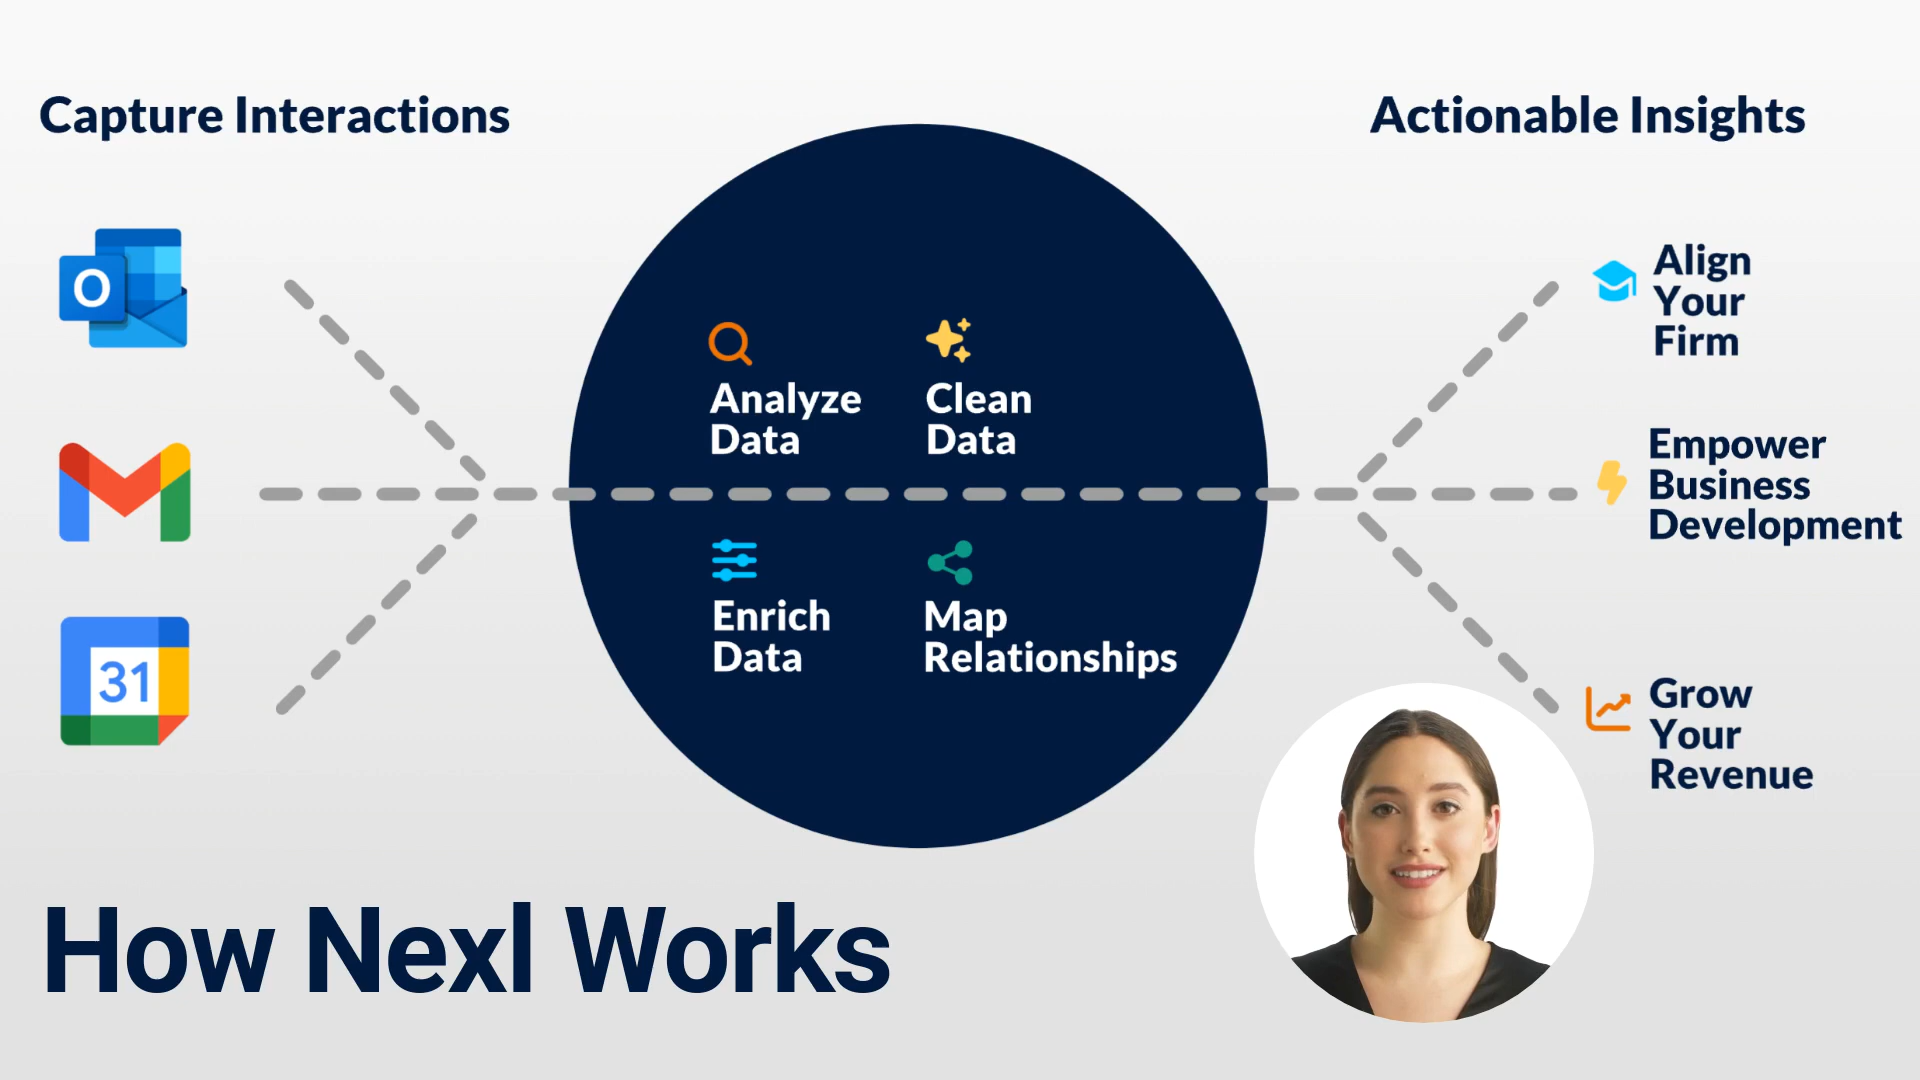 Capture Interactions
Actionable Insights
O
31
Analyze
Data
Clean
Data
Enrich
Data
Map
Relationships
Align
Your
Firm
Empower
Business
Development
Grow
Your
Revenue
How Nexl Works